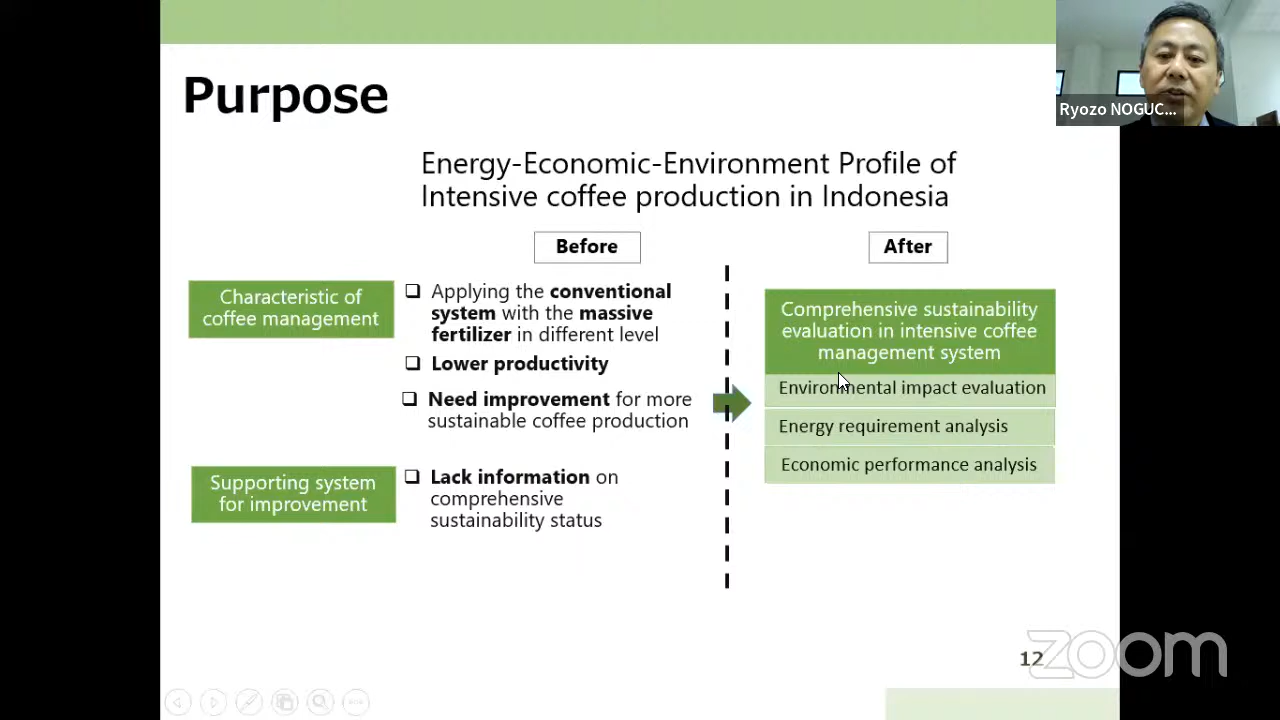 Purpose
Ryozo NOGUC...
Energy-Economic-Environment Profile of
Intensive coffee production in Indonesia
Before
After
Characteristic of
coffee management
❑ Applying the conventional
system with the massive
fertilizer in different level
❑ Lower productivity
❑ Need improvement for more
sustainable coffee production
Supporting system
for improvement
❑ Lack information on
comprehensive
sustainability status
Comprehensive sustainability
evaluation in intensive coffee
management system
Environmental impact evaluation
Energy requirement analysis
Economic performance analysis
12
zoom